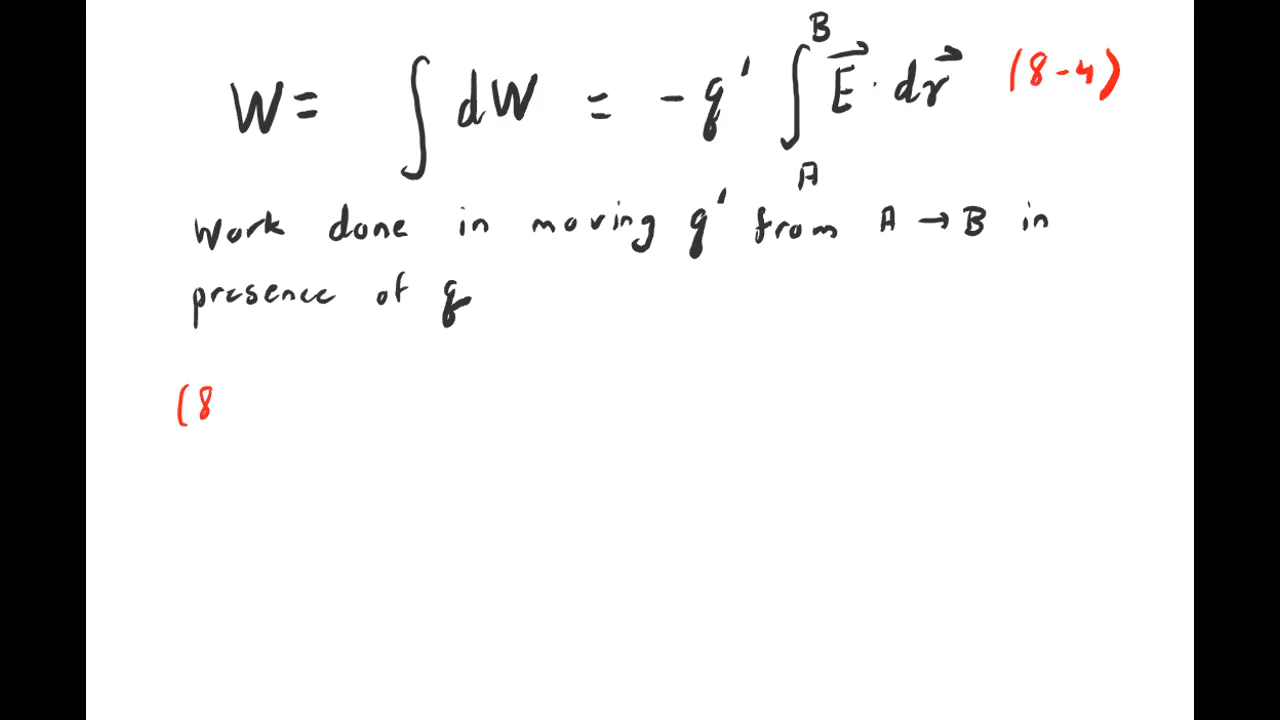 W = ∫ dW = - q' ∫_A^B E⃗ · dr⃗ (8-4)
Work done in moving q' from A → B in
presence of q
(8